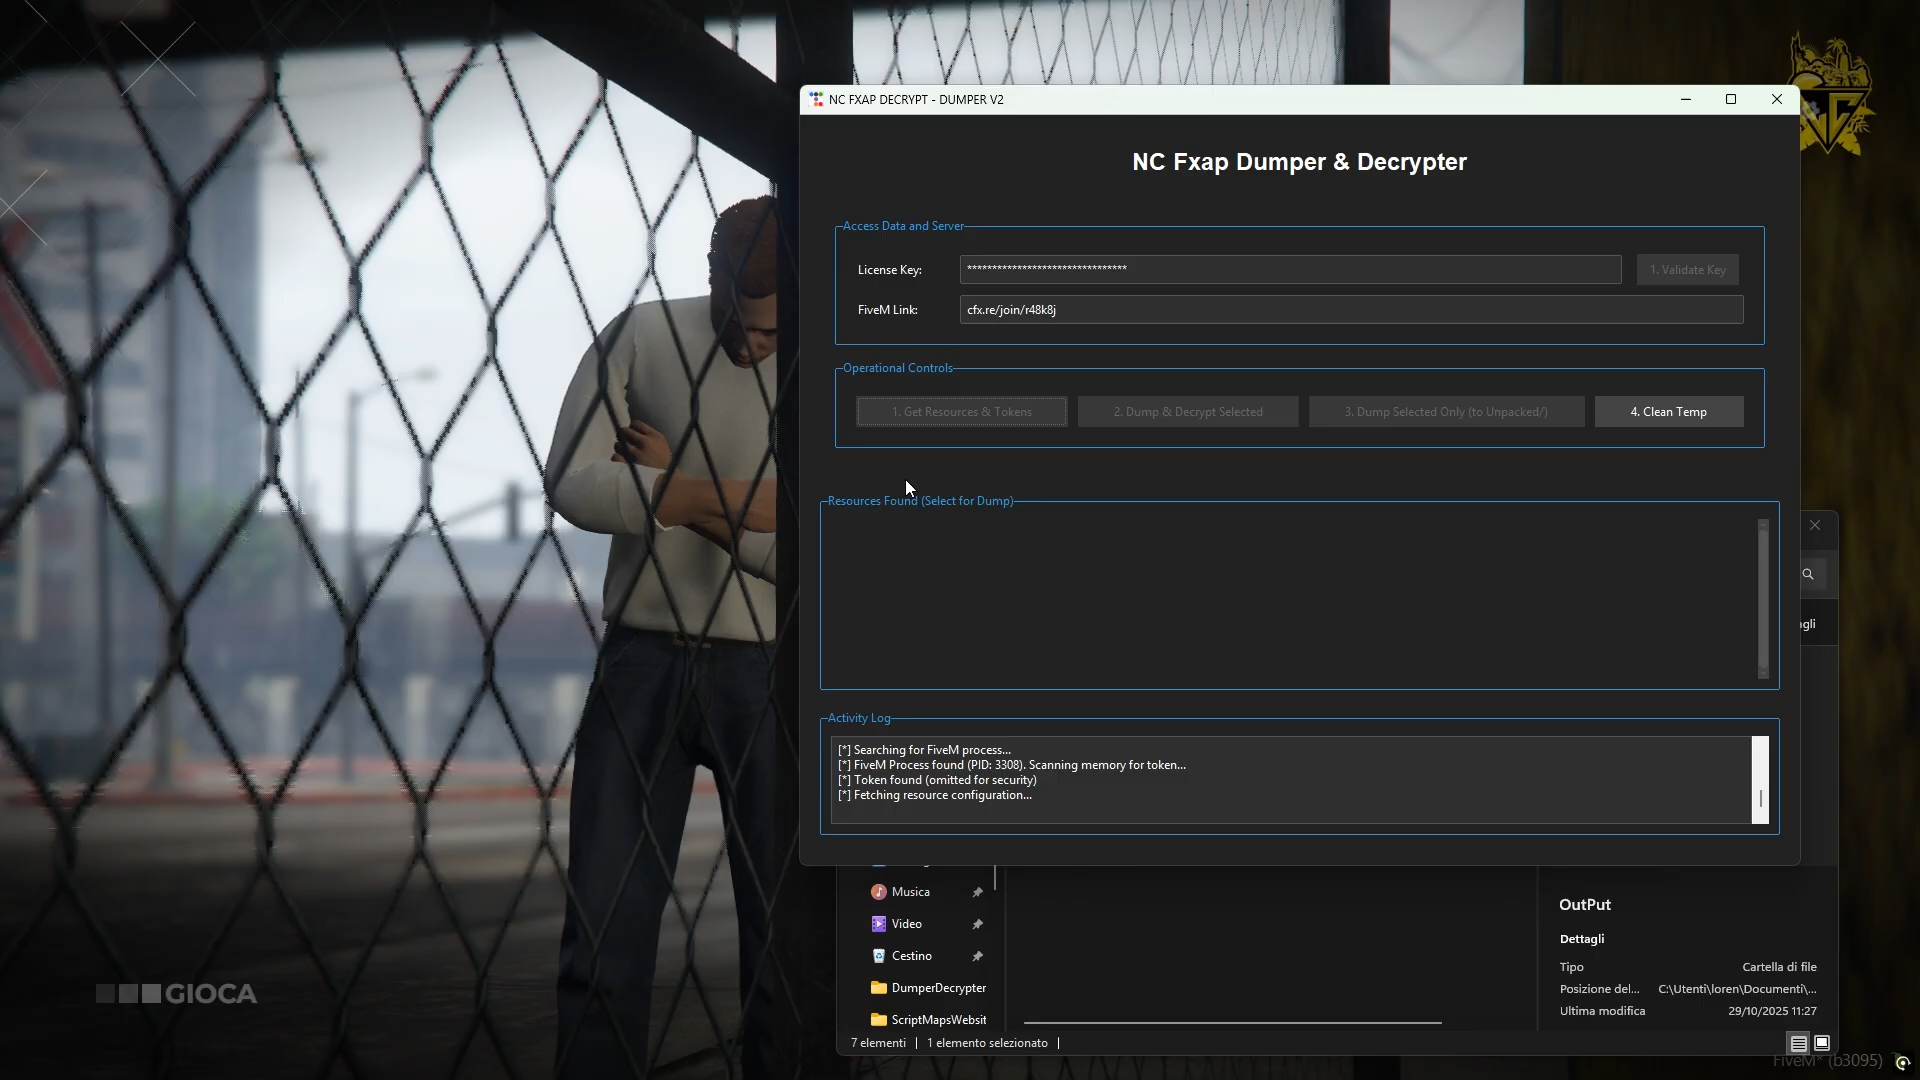 NC FXAP DECRYPT - DUMPER V2
NC Fxap Dumper & Decrypter
Access Data and Server
License Key:
********************************
1. Validate Key
FiveM Link:
cfx.re/join/r48k8j
Operational Controls
1. Get Resources & Tokens
2. Dump & Decrypt Selected
3. Dump Selected Only (to Unpacked/)
4. Clean Temp
Resources Found (Select for Dump)
Activity Log
[*] Searching for FiveM process...
[*] FiveM Process found (PID: 3308). Scanning memory for token...
[*] Token found (omitted for security)
[*] Fetching resource configuration...
Musica
Video
Cestino
DumperDecrypter
ScriptMapsWebsit
OutPut
Dettagli
Tipo
Cartella di file
Posizione del...
C:\Utenti\loren\Documenti\...
Ultima modifica
29/10/2025 11:27
7 elementi
1 elemento selezionato
GIOCA
FiveM* (b3095)